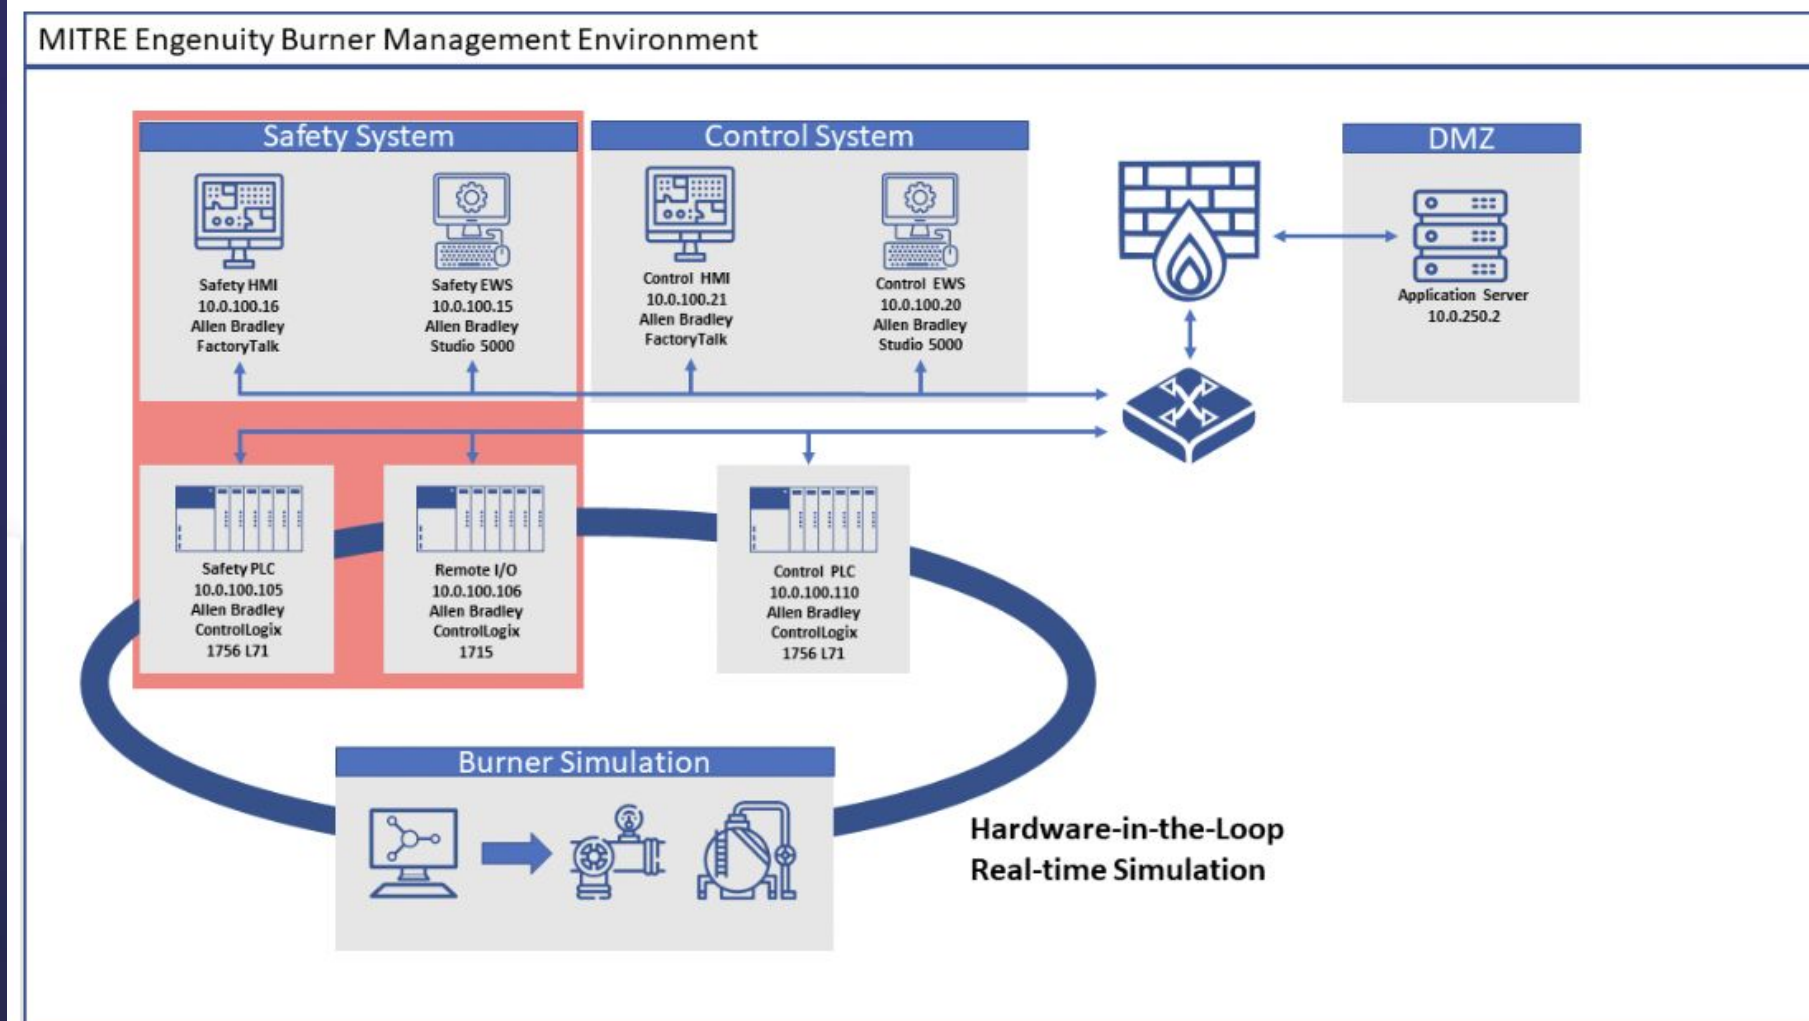 MITRE Engenuity Burner Management Environment
Safety System
Safety HMI
10.0.100.16
Allen Bradley
FactoryTalk
Safety EWS
10.0.100.15
Allen Bradley
Studio 5000
Control System
Control HMI
10.0.100.21
Allen Bradley
FactoryTalk
Control EWS
10.0.100.20
Allen Bradley
Studio 5000
DMZ
Application Server
10.0.250.2
Safety PLC
10.0.100.105
Allen Bradley
ControlLogix
1756 L71
Remote I/O
10.0.100.106
Allen Bradley
ControlLogix
1715
Control PLC
10.0.100.110
Allen Bradley
ControlLogix
1756 L71
Burner Simulation
Hardware-in-the-Loop
Real-time Simulation